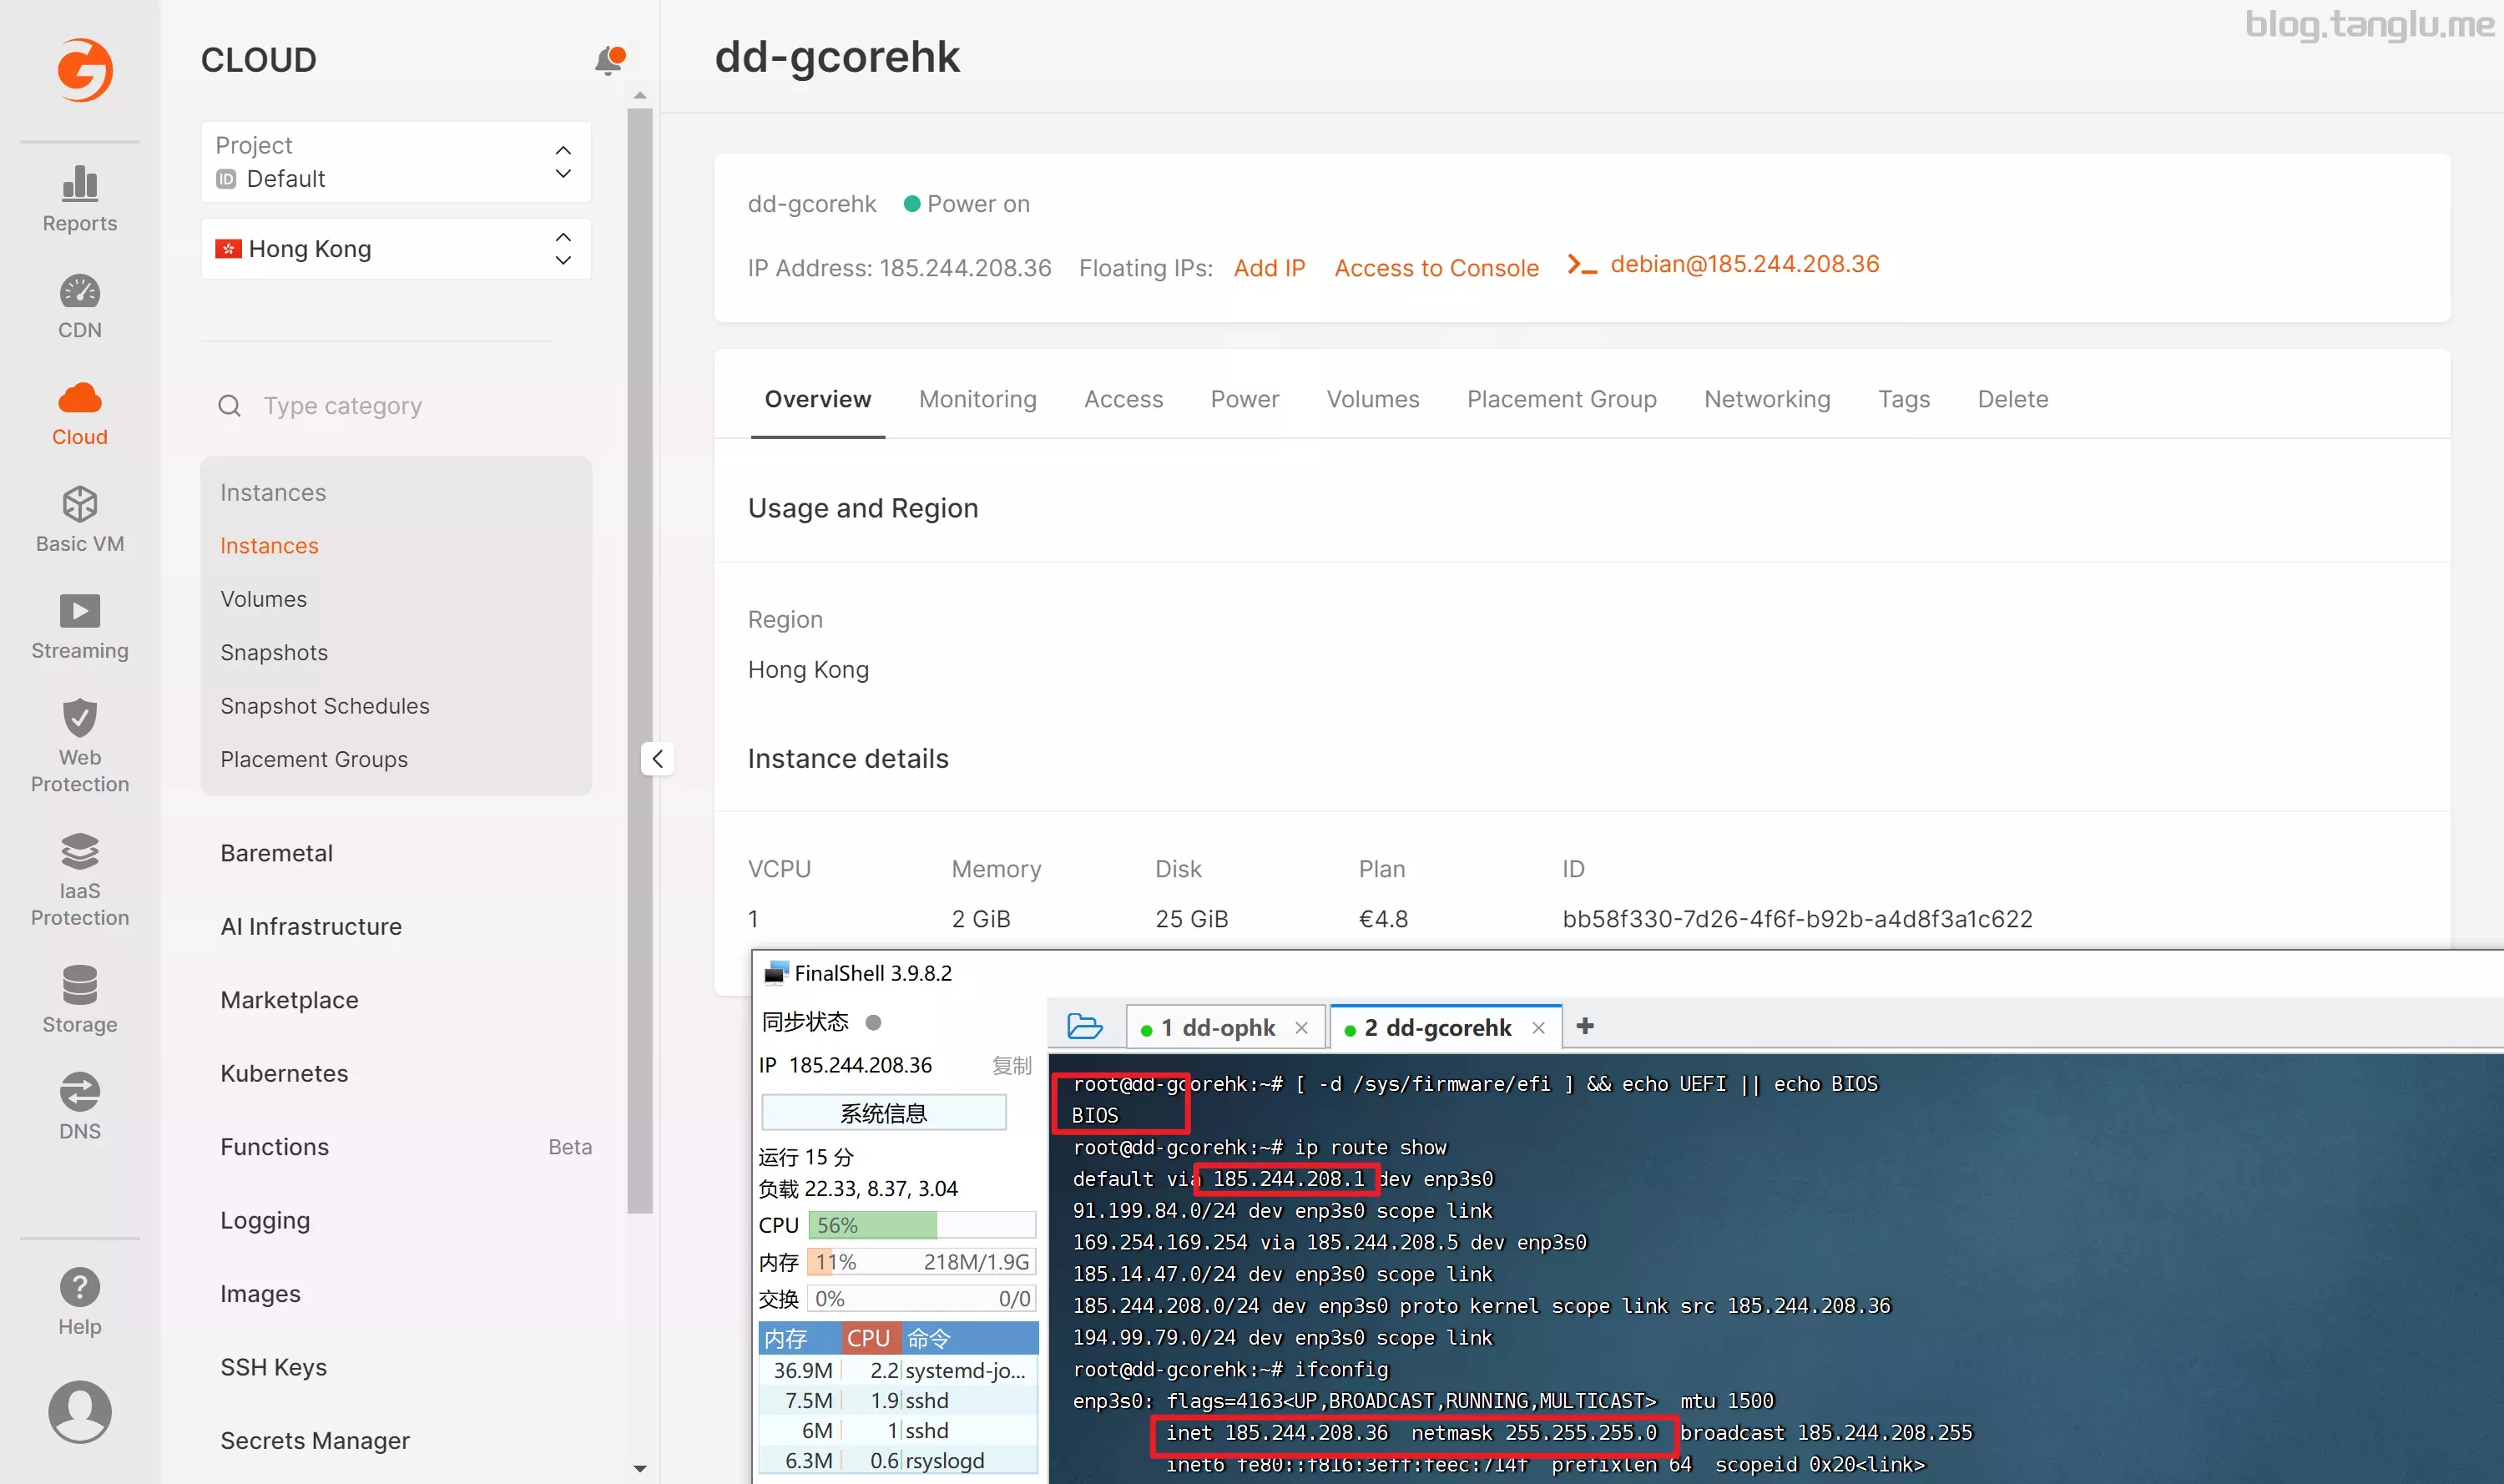 blog.tanglu.me
CLOUD
dd-gcorehk
Project
ID Default
Hong Kong
Type category
Instances
Instances
Volumes
Snapshots
Snapshot Schedules
Placement Groups
Baremetal
AI Infrastructure
Marketplace
Kubernetes
Functions Beta
Logging
Images
SSH Keys
Secrets Manager
Reports
CDN
Cloud
Basic VM
Streaming
Web
Protection
IaaS
Protection
Storage
DNS
Help
dd-gcorehk Power on
IP Address: 185.244.208.36 Floating IPs: Add IP Access to Console debian@185.244.208.36
Overview Monitoring Access Power Volumes Placement Group Networking Tags Delete
Usage and Region
Region
Hong Kong
Instance details
VCPU Memory Disk Plan ID
1 2 GiB 25 GiB €4.8 bb58f330-7d26-4f6f-b92b-a4d8f3a1c622
FinalShell 3.9.8.2
同步状态
IP 185.244.208.36 复制
系统信息
运行 15 分
负载 22.33, 8.37, 3.04
CPU 56%
内存 11% 218M/1.9G
交换 0% 0/0
内存 CPU 命令
36.9M 2.2 systemd-jo...
7.5M 1.9 sshd
6M 1 sshd
6.3M 0.6 rsyslogd
1 dd-ophk × 2 dd-gcorehk × +
root@dd-gcorehk:~# [ -d /sys/firmware/efi ] && echo UEFI || echo BIOS
BIOS
root@dd-gcorehk:~# ip route show
default via 185.244.208.1 dev enp3s0
91.199.84.0/24 dev enp3s0 scope link
169.254.169.254 via 185.244.208.5 dev enp3s0
185.14.47.0/24 dev enp3s0 scope link
185.244.208.0/24 dev enp3s0 proto kernel scope link src 185.244.208.36
194.99.79.0/24 dev enp3s0 scope link
root@dd-gcorehk:~# ifconfig
enp3s0: flags=4163<UP,BROADCAST,RUNNING,MULTICAST> mtu 1500
inet 185.244.208.36 netmask 255.255.255.0 broadcast 185.244.208.255
inet6 fe80::f816:3eff:feec:714f prefixlen 64 scopeid 0x20<link>